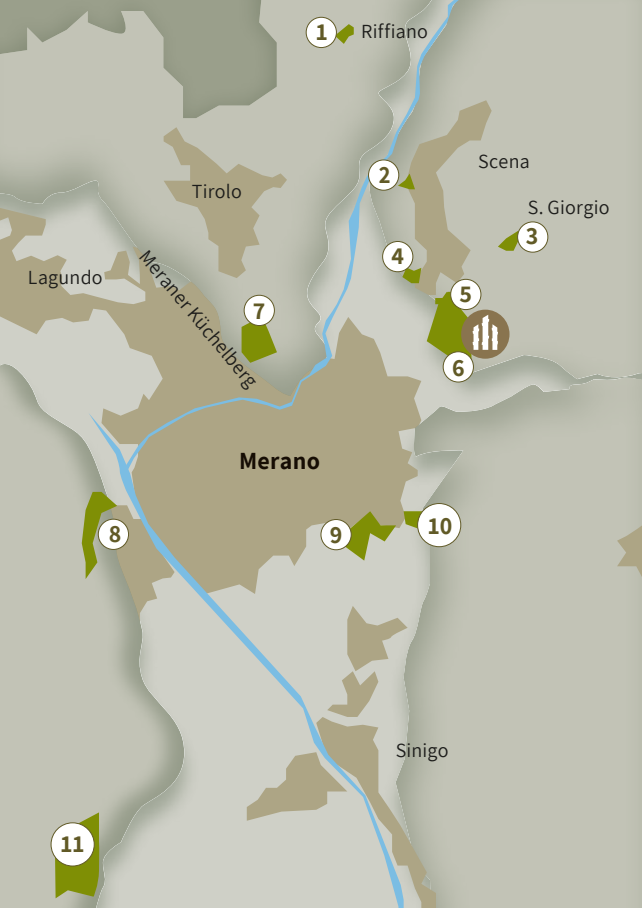 1
Riffiano
Scena
2
Tirolo
S. Giorgio
3
4
Lagundo
Meraner Küchelberg
5
7
6
Merano
8
9
10
Sinigo
11